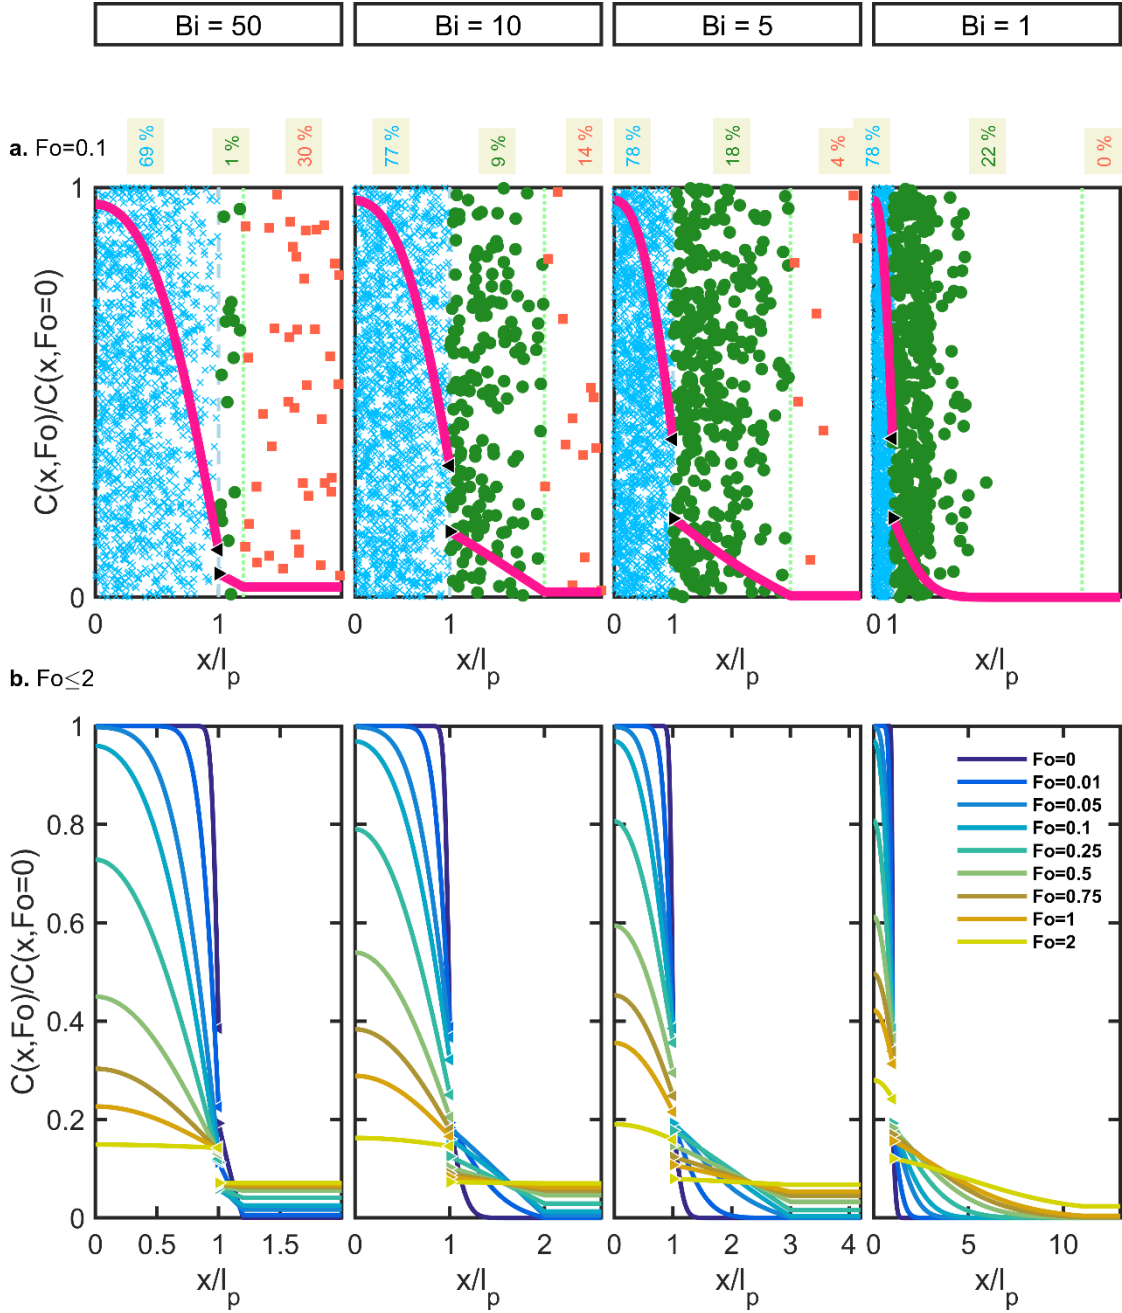 Bi = 50
Bi = 10
Bi = 5
Bi = 1
a. Fo=0.1
69 %
1 %
30 %
77 %
9 %
14 %
78 %
18 %
4 %
78 %
22 %
0 %
C(x,Fo)/C(x,Fo=0)
1
0
0 1
0 1
0 1
0 1
x/lp
x/lp
x/lp
x/lp
b. Fo≤2
C(x,Fo)/C(x,Fo=0)
1
0.8
0.6
0.4
0.2
0
Fo=0
Fo=0.01
Fo=0.05
Fo=0.1
Fo=0.25
Fo=0.5
Fo=0.75
Fo=1
Fo=2
0 0.5 1 1.5
0 1 2
0 1 2 3 4
0 5 10
x/lp
x/lp
x/lp
x/lp